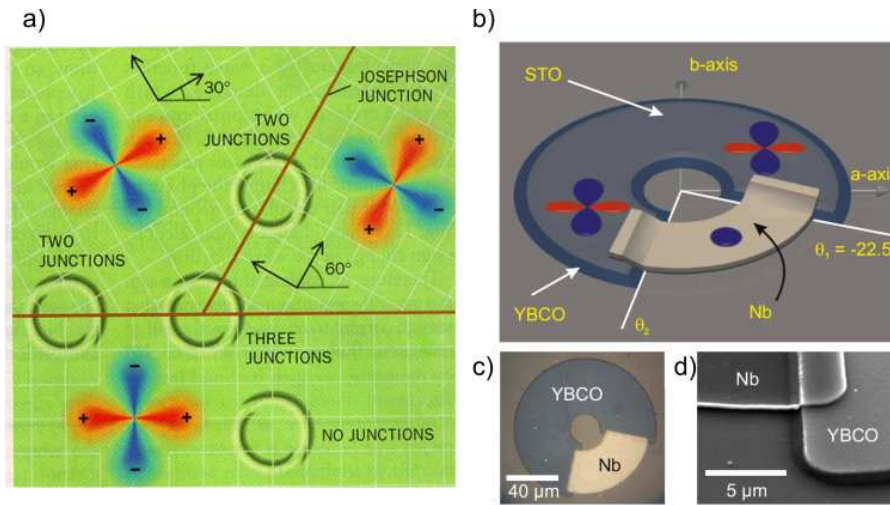 a)
30°
JOSEPHSON
JUNCTION
TWO
JUNCTIONS
−
+
+
−
−
+
+
−
TWO
JUNCTIONS
60°
THREE
JUNCTIONS
−
+
+
−
NO JUNCTIONS
b)
STO
b-axis
a-axis
θ₁ = -22.5
YBCO
θ₂
Nb
c)
YBCO
Nb
40 µm
d)
Nb
YBCO
5 µm